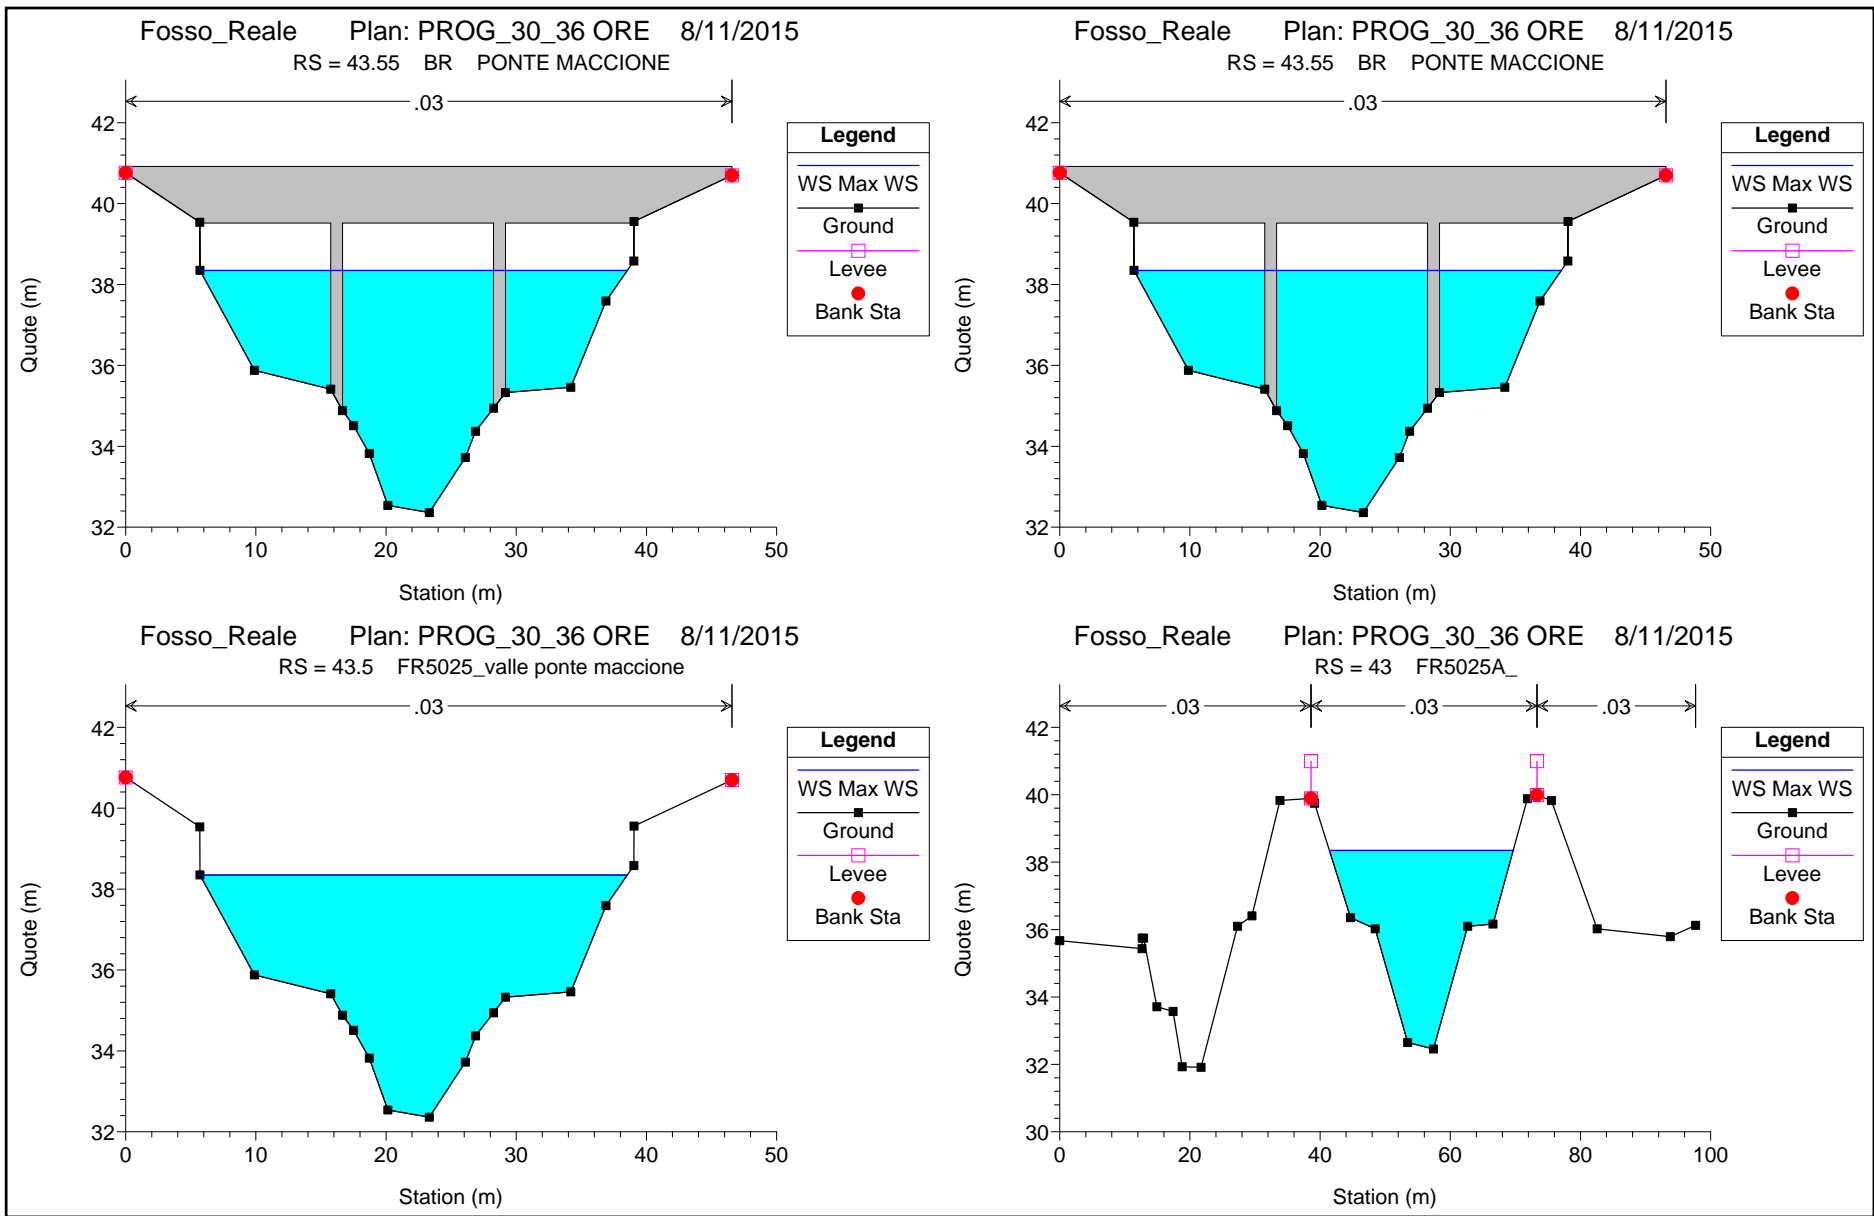 Fosso_Reale Plan: PROG_30_36 ORE 8/11/2015
RS = 43.55 BR PONTE MACCIONE
.03
42
40
38
36
34
32
0 10 20 30 40 50
Quote (m)
Station (m)
Legend
WS Max WS
Ground
Levee
Bank Sta
Fosso_Reale Plan: PROG_30_36 ORE 8/11/2015
RS = 43.55 BR PONTE MACCIONE
.03
42
40
38
36
34
32
0 10 20 30 40 50
Quote (m)
Station (m)
Legend
WS Max WS
Ground
Levee
Bank Sta
Fosso_Reale Plan: PROG_30_36 ORE 8/11/2015
RS = 43.5 FR5025_valle ponte maccione
.03
42
40
38
36
34
32
0 10 20 30 40 50
Quote (m)
Station (m)
Legend
WS Max WS
Ground
Levee
Bank Sta
Fosso_Reale Plan: PROG_30_36 ORE 8/11/2015
RS = 43 FR5025A_
.03 .03 .03
42
40
38
36
34
32
30
0 20 40 60 80 100
Quote (m)
Station (m)
Legend
WS Max WS
Ground
Levee
Bank Sta